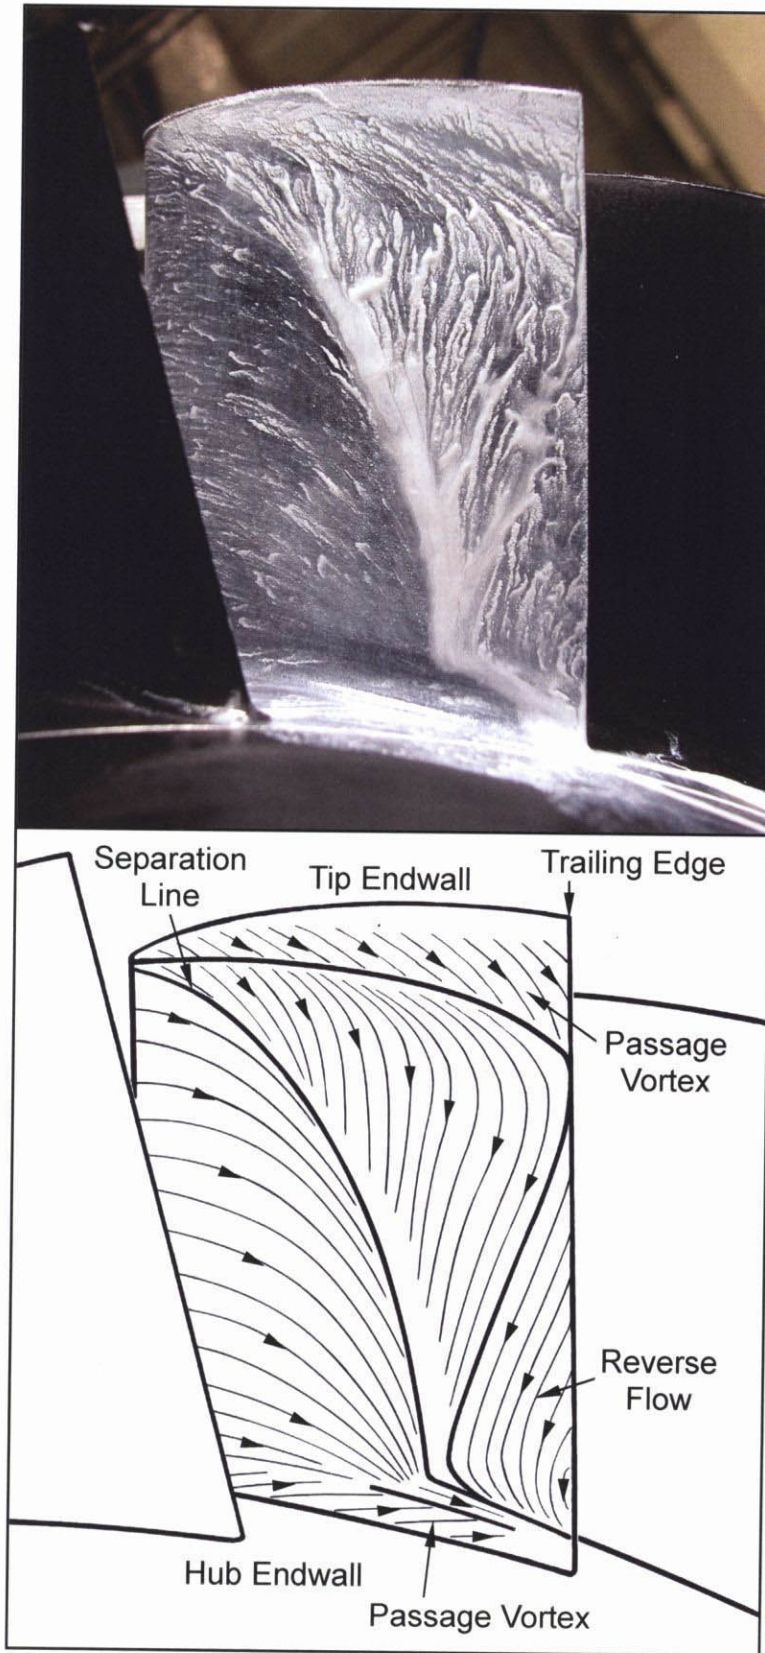 Separation
Line
Tip Endwall
Trailing Edge
Passage
Vortex
Reverse
Flow
Hub Endwall
Passage Vortex